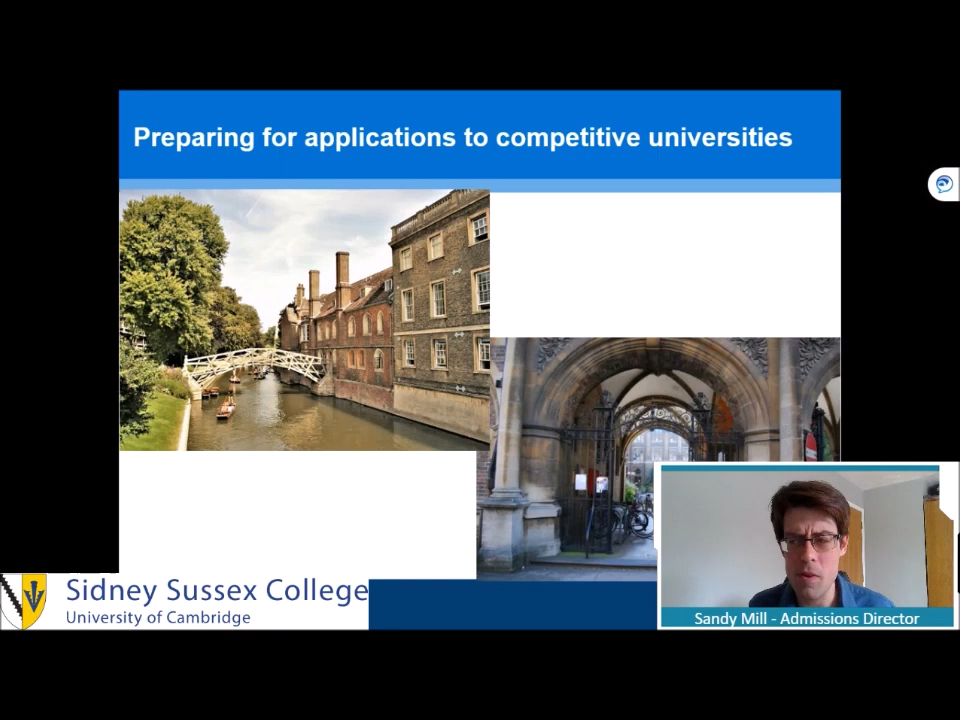 Preparing for applications to competitive universities
Sidney Sussex College
University of Cambridge
Sandy Mill - Admissions Director